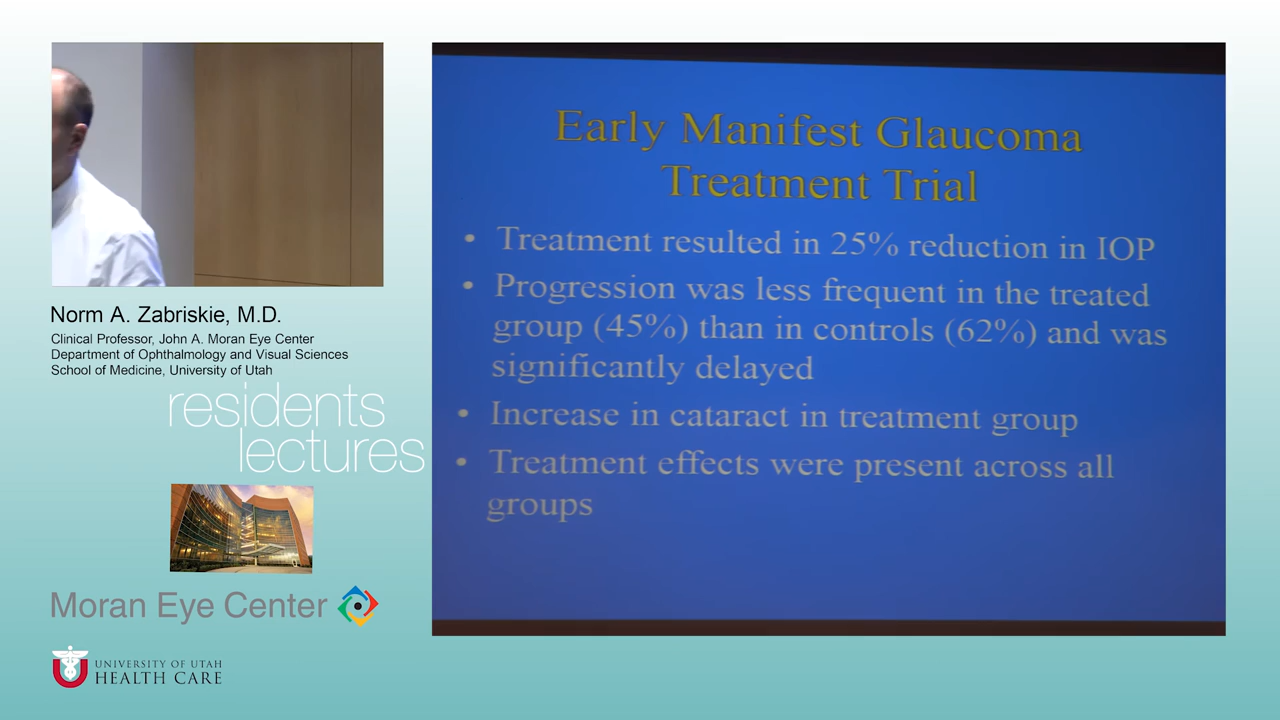 Early Manifest Glaucoma
Treatment Trial
• Treatment resulted in 25% reduction in IOP
• Progression was less frequent in the treated
group (45%) than in controls (62%) and was
significantly delayed
• Increase in cataract in treatment group
• Treatment effects were present across all
groups
Norm A. Zabriskie, M.D.
Clinical Professor, John A. Moran Eye Center
Department of Ophthalmology and Visual Sciences
School of Medicine, University of Utah
residents
lectures
Moran Eye Center
UNIVERSITY OF UTAH
HEALTH CARE